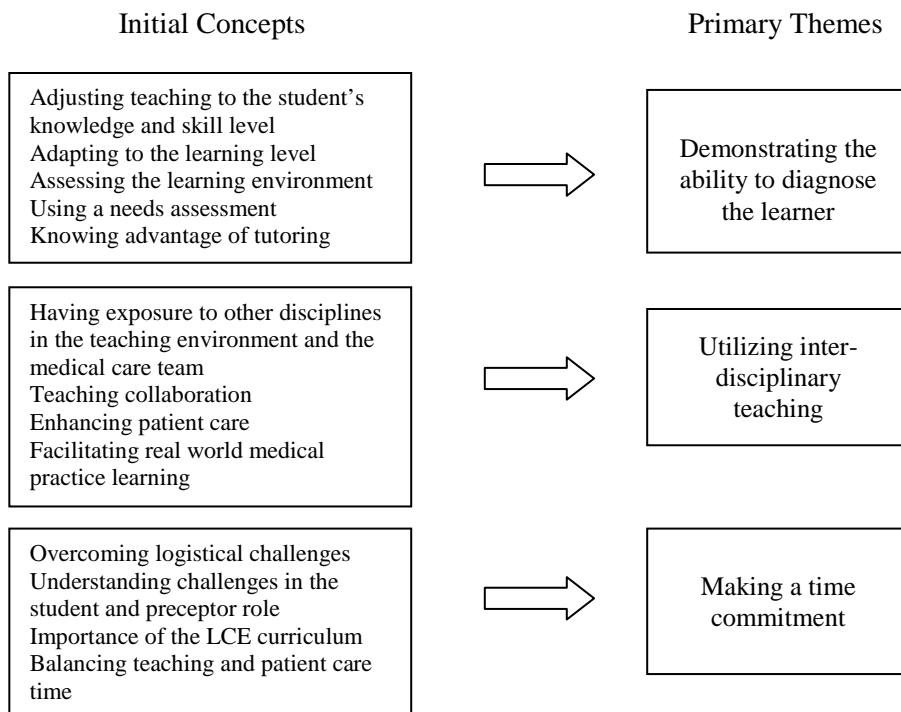 Initial Concepts
Primary Themes
Adjusting teaching to the student's
knowledge and skill level
Adapting to the learning level
Assessing the learning environment
Using a needs assessment
Knowing advantage of tutoring
Demonstrating the
ability to diagnose
the learner
Having exposure to other disciplines
in the teaching environment and the
medical care team
Teaching collaboration
Enhancing patient care
Facilitating real world medical
practice learning
Utilizing inter-
disciplinary
teaching
Overcoming logistical challenges
Understanding challenges in the
student and preceptor role
Importance of the LCE curriculum
Balancing teaching and patient care
time
Making a time
commitment